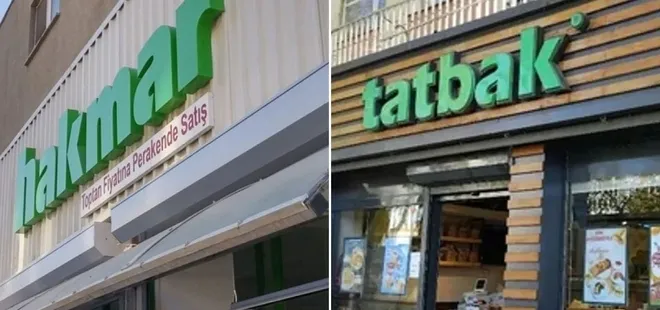 hakmar
Toptan Fiyatına Perakende Satış
tatbak